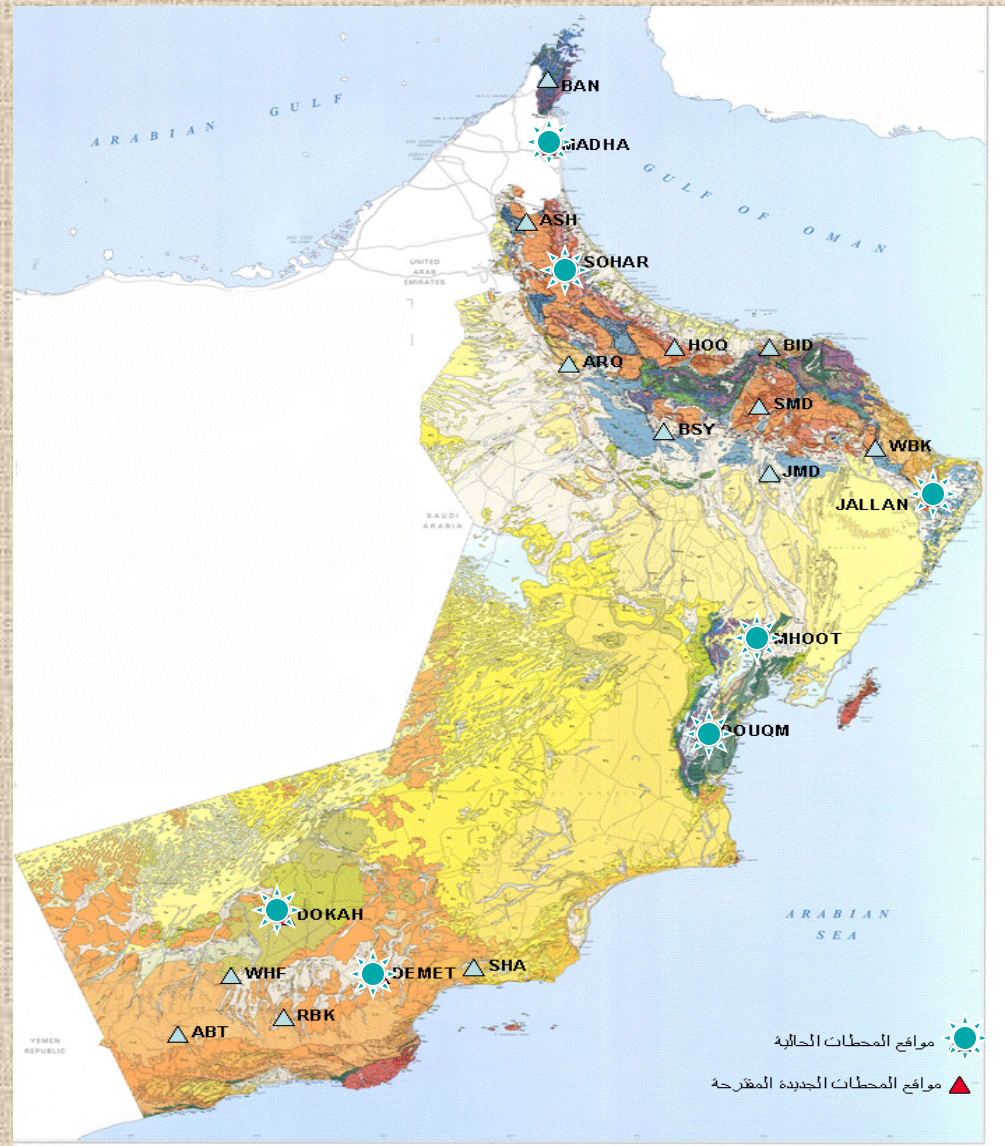 BAN
ARABIAN GULF
MADHA
GULF OF OMAN
ASH
SOHAR
UNITED
ARAB
EMIRATES
HOQ
BID
ARQ
SMD
BSY
WBK
JMD
JALLAN
SAUDI
ARABIA
MHOOT
DOUQM
DOKAH
ARABIAN
SEA
WHF
DEMET
SHA
RBK
ABT
YEMEN
REPUBLIC
مواقع المحطات الحالية
مواقع المحطات الجديدة المقترحة